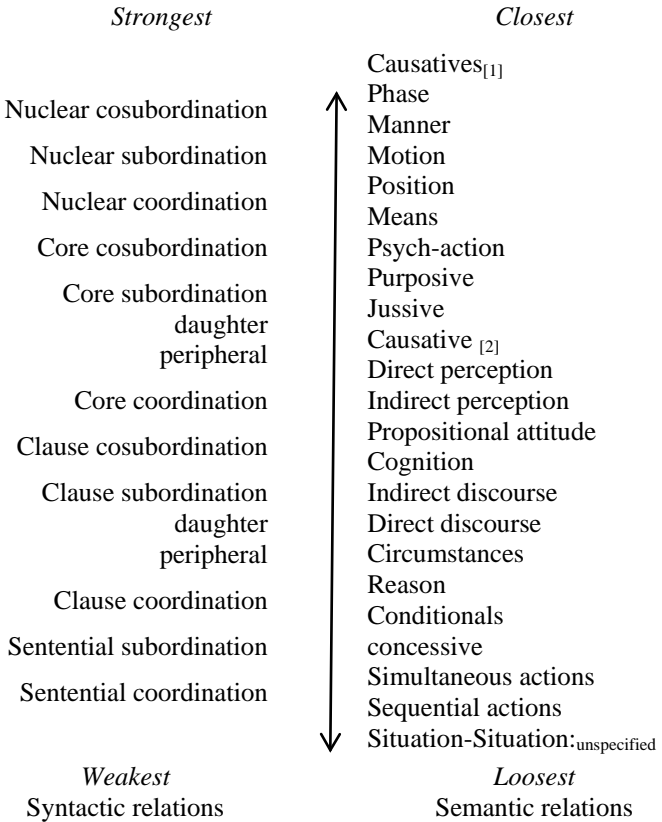 Strongest
Closest
Nuclear cosubordination
Nuclear subordination
Nuclear coordination
Core cosubordination
Core subordination
daughter
peripheral
Core coordination
Clause cosubordination
Clause subordination
daughter
peripheral
Clause coordination
Sentential subordination
Sentential coordination
Causatives[1]
Phase
Manner
Motion
Position
Means
Psych-action
Purposive
Jussive
Causative [2]
Direct perception
Indirect perception
Propositional attitude
Cognition
Indirect discourse
Direct discourse
Circumstances
Reason
Conditionals
concessive
Simultaneous actions
Sequential actions
Situation-Situation:unspecified
Weakest
Loosest
Syntactic relations
Semantic relations